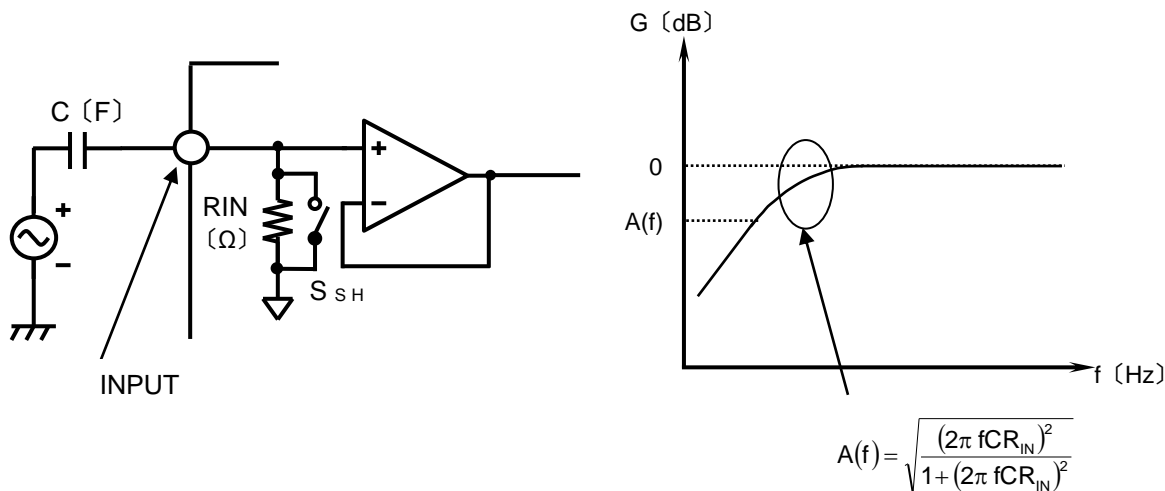 C〔F〕
+
−
RIN
〔Ω〕
S SH
+
−
INPUT
G〔dB〕
0
A(f)
f〔Hz〕
A(f) = √((2π fCR_IN)² / (1 + (2π fCR_IN)²))